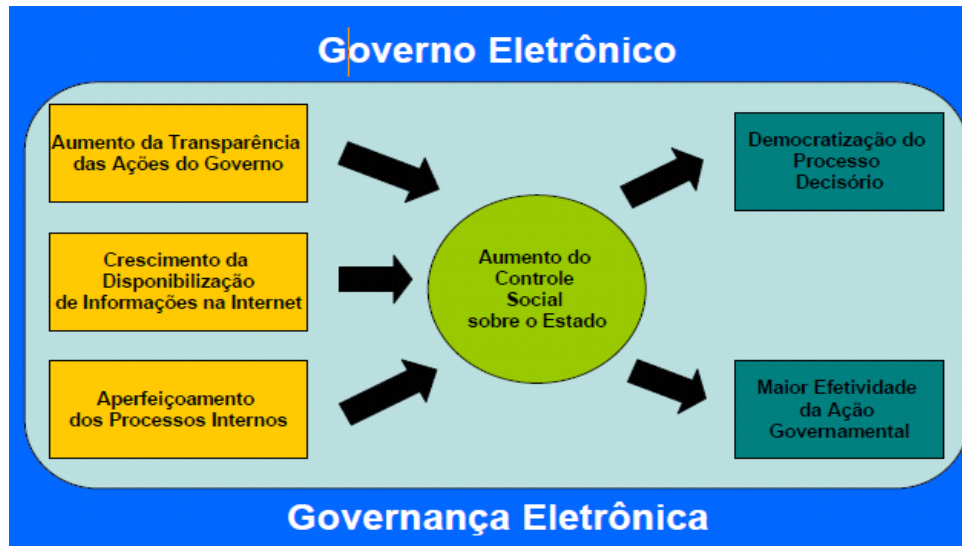 Governo Eletrônico
Aumento da Transparência
das Ações do Governo
Crescimento da
Disponibilização
de Informações na Internet
Aperfeiçoamento
dos Processos Internos
Aumento do
Controle
Social
sobre o Estado
Democratização do
Processo
Decisório
Maior Efetividade
da Ação
Governamental
Governança Eletrônica